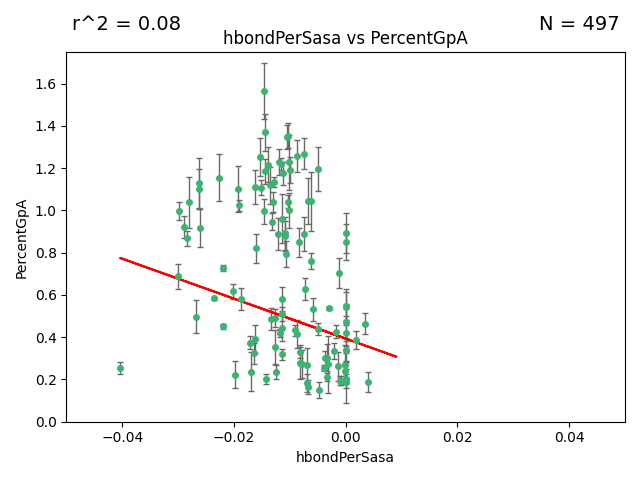 r^2 = 0.08
N = 497
hbondPerSasa vs PercentGpA
1.6
1.4
1.2
1.0
0.8
0.6
0.4
0.2
0.0
PercentGpA
−0.04 −0.02 0.00 0.02 0.04
hbondPerSasa